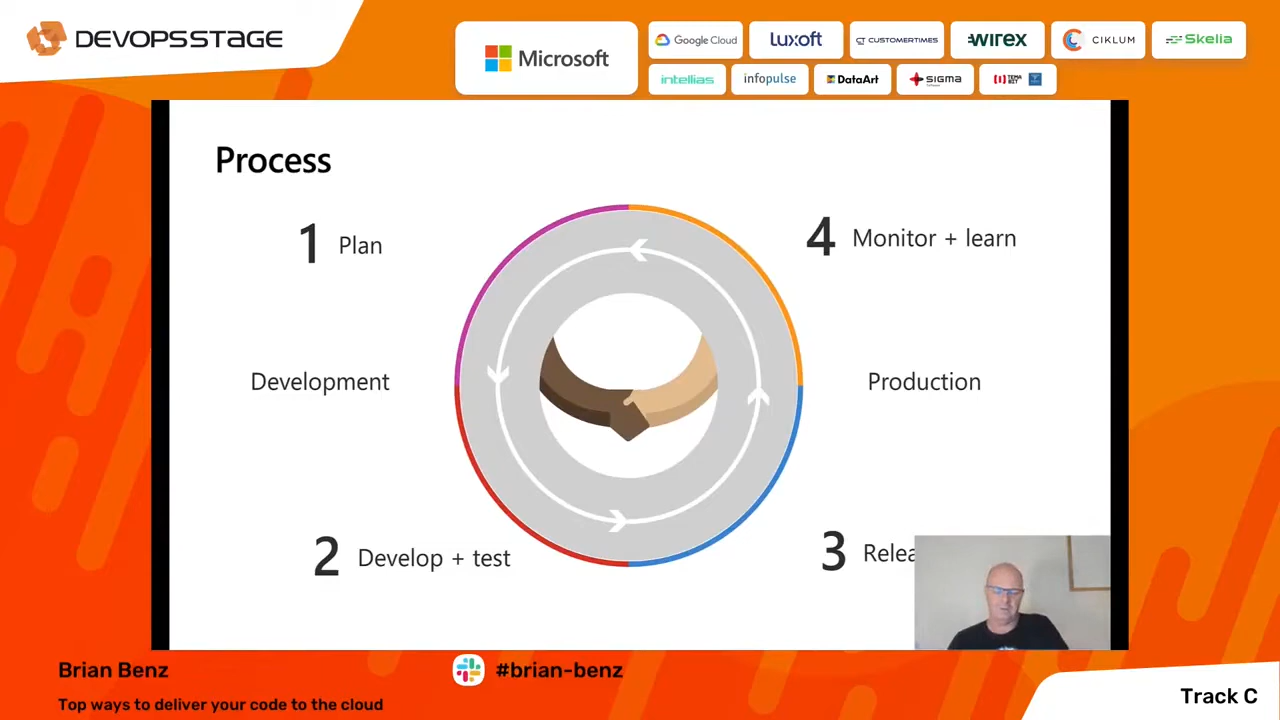 DEVOPSSTAGE
Microsoft
Google Cloud
Luxoft
CUSTOMERTIMES
WIREX
CIKLUM
Skelia
intellias
infopulse
DataArt
SIGMA
TEMA
BIT
Process
1 Plan
4 Monitor + learn
Development
Production
2 Develop + test
3 Relea
Brian Benz
#brian-benz
Top ways to deliver your code to the cloud
Track C